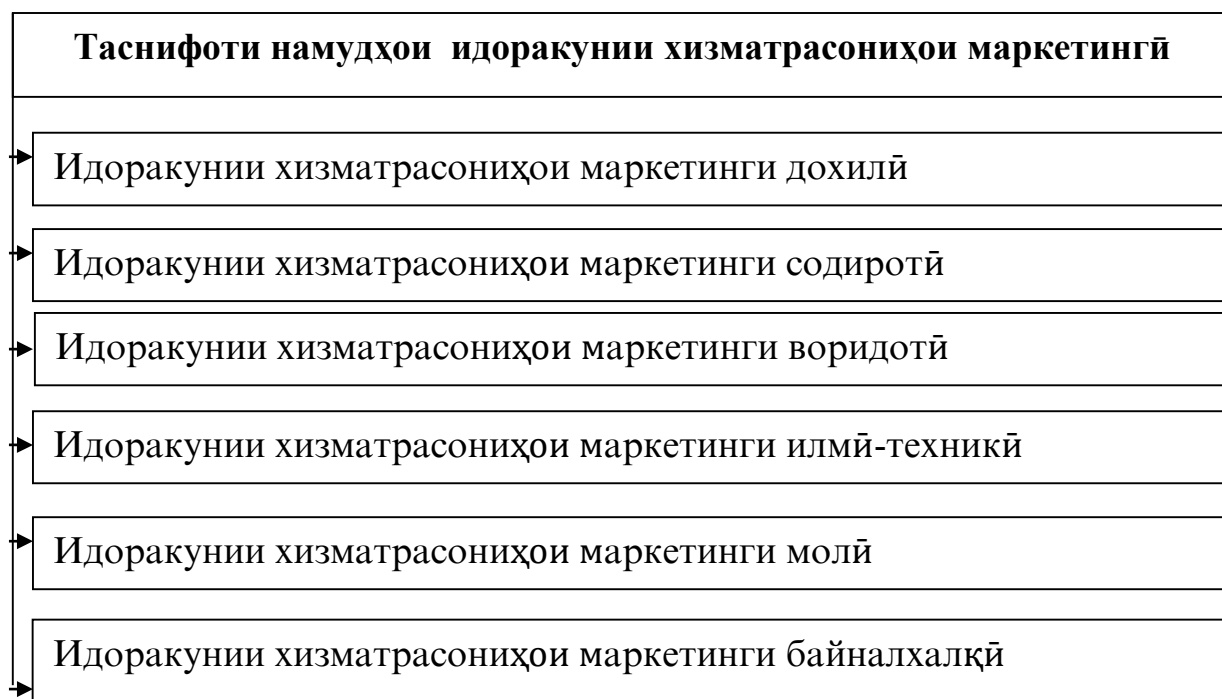 Таснифоти намудҳои идоракунии хизматрасониҳои маркетингӣ
Идоракунии хизматрасониҳои маркетинги дохилӣ
Идоракунии хизматрасониҳои маркетинги содиротӣ
Идоракунии хизматрасониҳои маркетинги воридотӣ
Идоракунии хизматрасониҳои маркетинги илмӣ-техникӣ
Идоракунии хизматрасониҳои маркетинги молӣ
Идоракунии хизматрасониҳои маркетинги байналхалқӣ